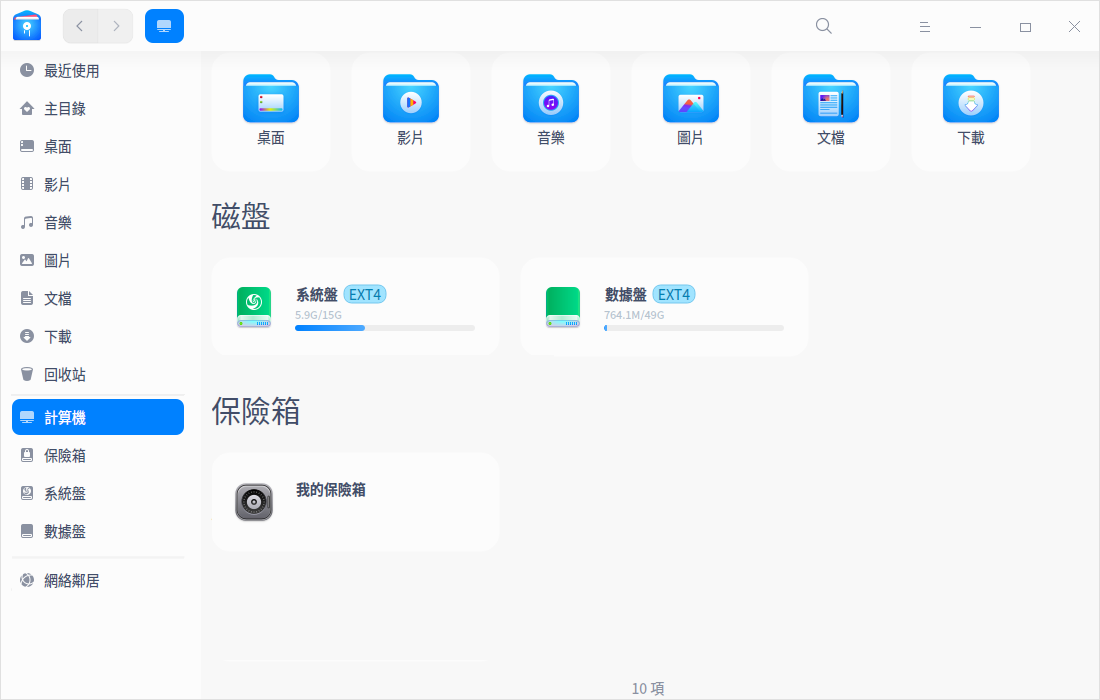 最近使用
主目錄
桌面
影片
音樂
圖片
文檔
下載
回收站
計算機
保險箱
系統盤
數據盤
網絡鄰居
桌面
影片
音樂
圖片
文檔
下載
磁盤
系統盤 EXT4
5.9G/15G
數據盤 EXT4
764.1M/49G
保險箱
我的保險箱
10 項